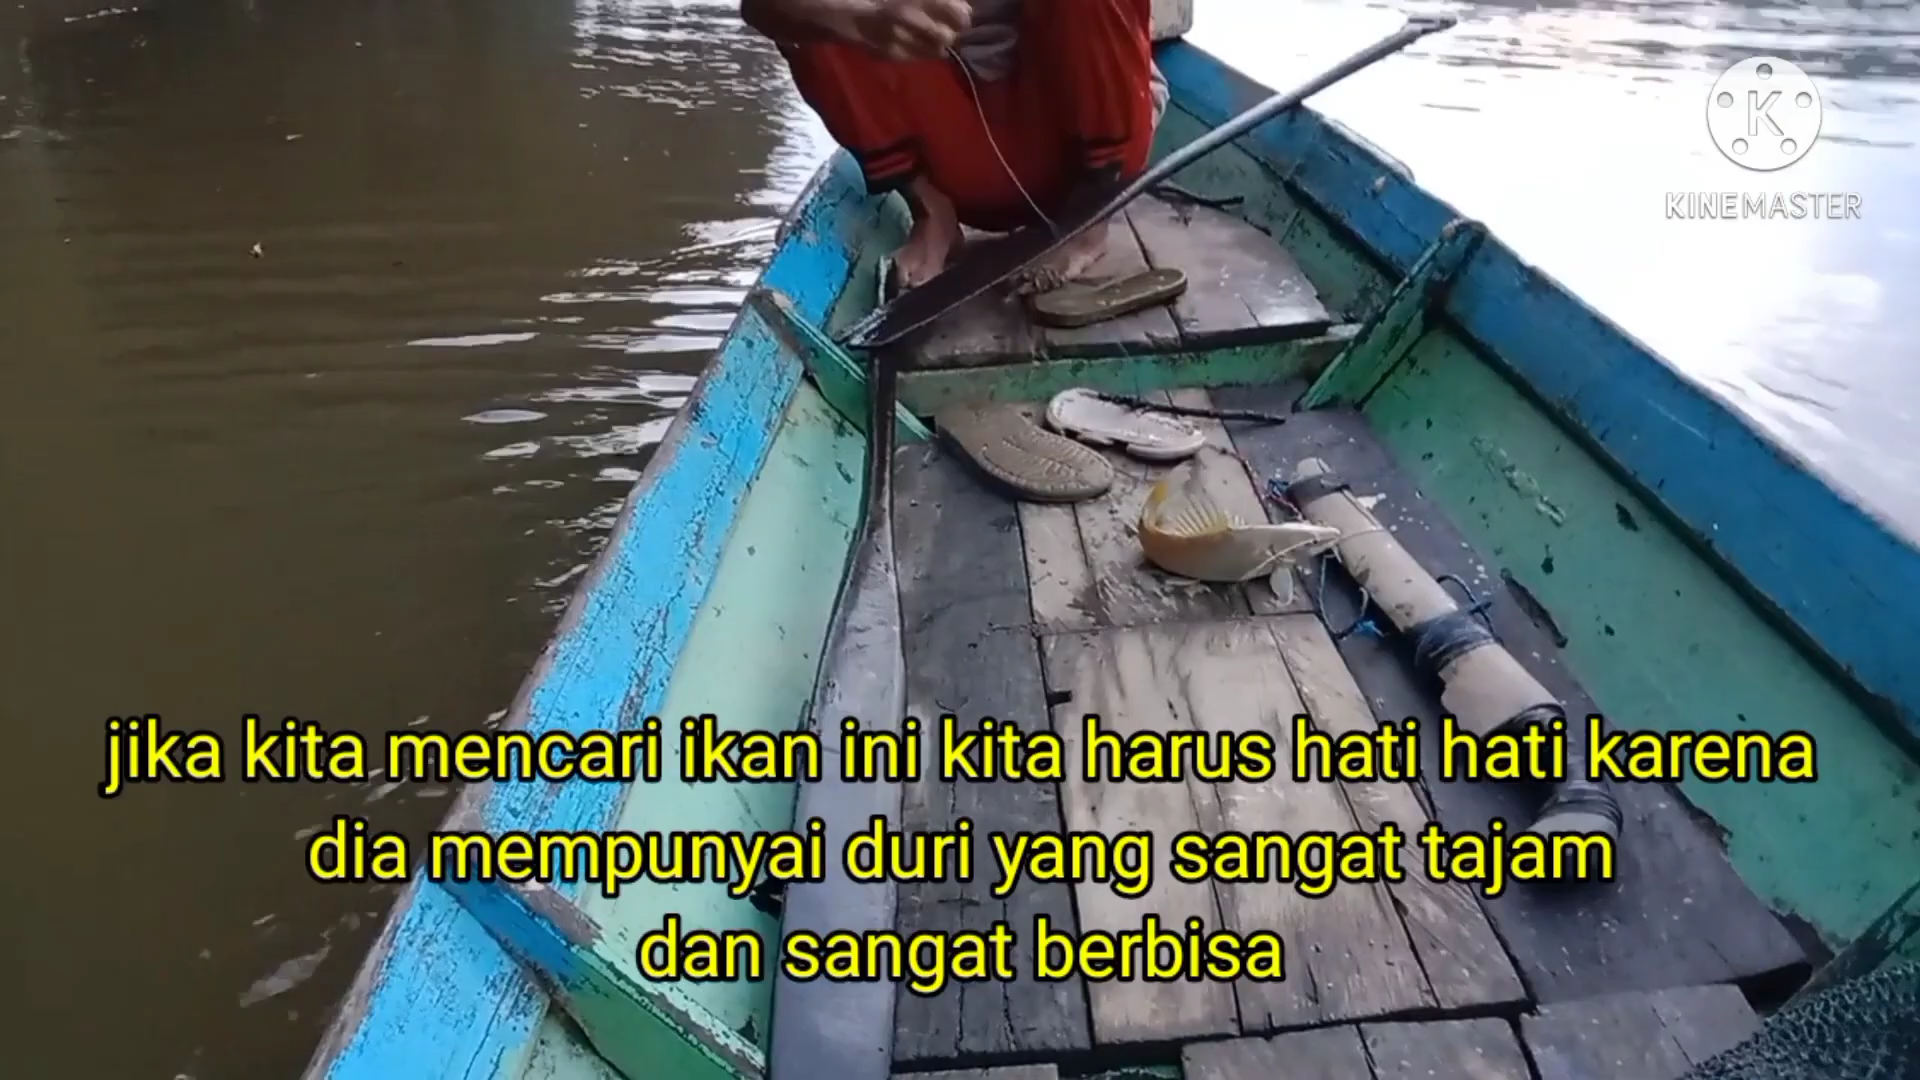 K
KINEMASTER
jika kita mencari ikan ini kita harus hati hati karena
dia mempunyai duri yang sangat tajam
dan sangat berbisa